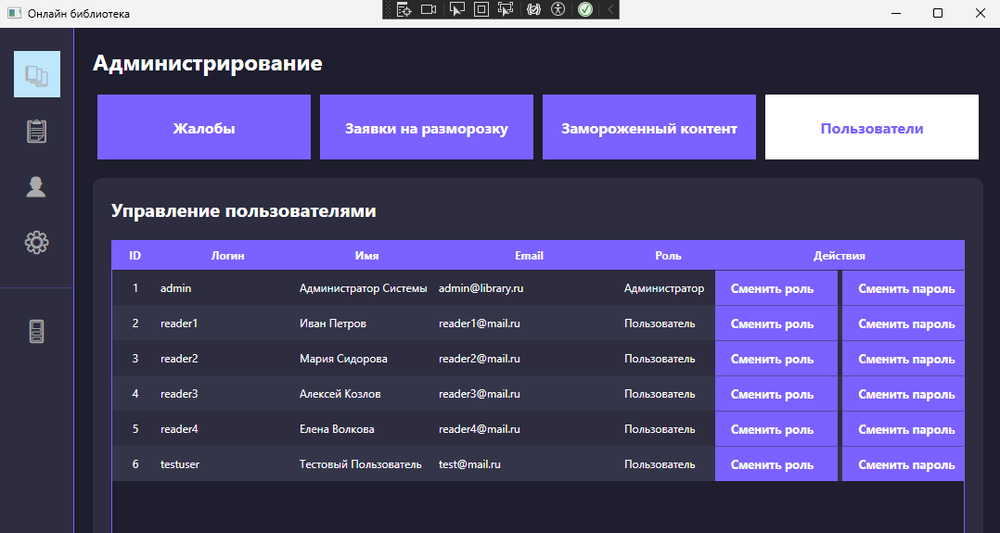 Онлайн библиотека
Администрирование
Жалобы
Заявки на разморозку
Замороженный контент
Пользователи
Управление пользователями
ID Логин Имя Email Роль Действия
1 admin Администратор Системы admin@library.ru Администратор Сменить роль Сменить пароль
2 reader1 Иван Петров reader1@mail.ru Пользователь Сменить роль Сменить пароль
3 reader2 Мария Сидорова reader2@mail.ru Пользователь Сменить роль Сменить пароль
4 reader3 Алексей Козлов reader3@mail.ru Пользователь Сменить роль Сменить пароль
5 reader4 Елена Волкова reader4@mail.ru Пользователь Сменить роль Сменить пароль
6 testuser Тестовый Пользователь test@mail.ru Пользователь Сменить роль Сменить пароль